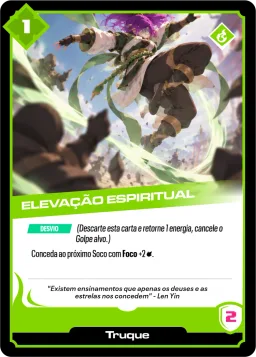 1
ELEVAÇÃO ESPIRITUAL
DESVIO (Descarte esta carta e retorne 1 energia, cancele o
Golpe alvo.)
Conceda ao próximo Soco com Foco +2.
"Existem ensinamentos que apenas os deuses e as
estrelas nos concedem" - Len Yin
2
Truque